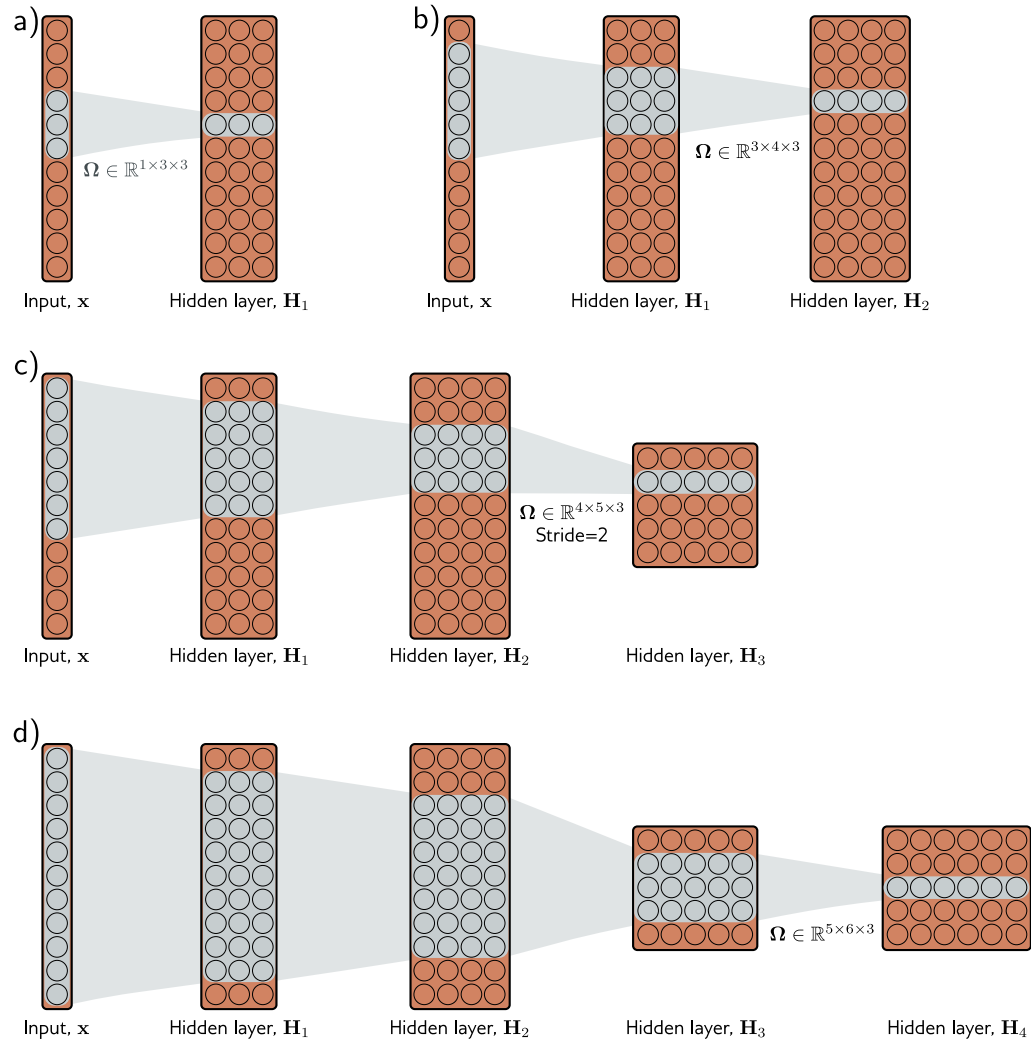 a)
Ω ∈ ℝ^{1×3×3}
Input, x
Hidden layer, H₁
b)
Ω ∈ ℝ^{3×4×3}
Input, x
Hidden layer, H₁
Hidden layer, H₂
c)
Ω ∈ ℝ^{4×5×3}
Stride=2
Input, x
Hidden layer, H₁
Hidden layer, H₂
Hidden layer, H₃
d)
Ω ∈ ℝ^{5×6×3}
Input, x
Hidden layer, H₁
Hidden layer, H₂
Hidden layer, H₃
Hidden layer, H₄